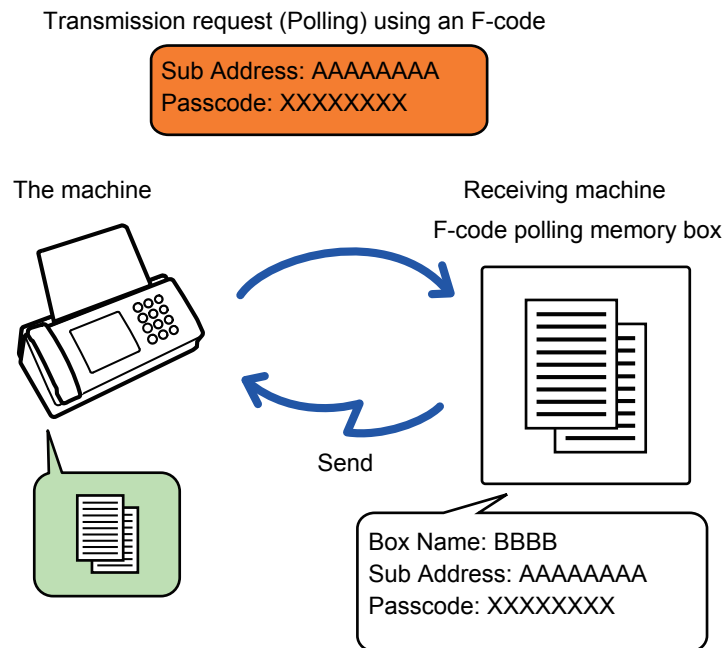 Transmission request (Polling) using an F-code
Sub Address: AAAAAAAA
Passcode: XXXXXXXX
The machine
Receiving machine
F-code polling memory box
Send
Box Name: BBBB
Sub Address: AAAAAAAA
Passcode: XXXXXXXX